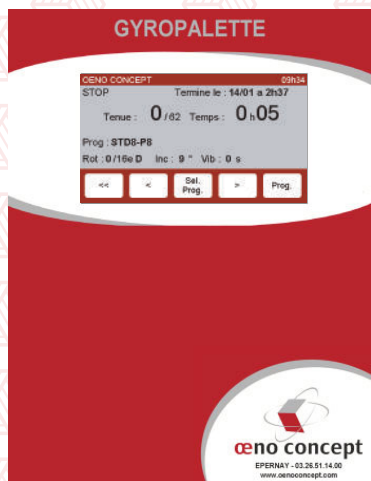 GYROPALETTE
OENO CONCEPT 09h34
STOP Termine le : 14/01 a 2h37
Tenue : 0/62 Temps : 0 h 05
Prog : STD8-P8
Rot : 0/16e D Inc : 9 ° Vib : 0 s
<< < Sel. Prog. > Prog.
œno concept
EPERNAY - 03.26.51.14.00
www.oenoconcept.com